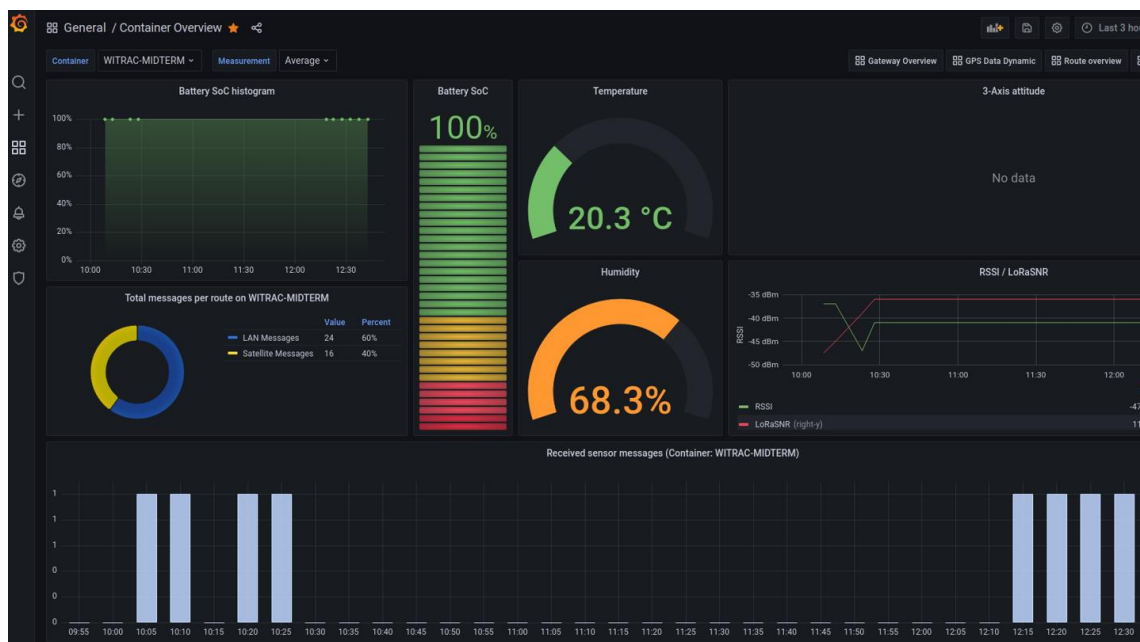 General / Container Overview
Last 3 hou
Container WITRAC-MIDTERM Measurement Average
Gateway Overview GPS Data Dynamic Route overview
Battery SoC histogram
100%
80%
60%
40%
20%
0%
10:00 10:30 11:00 11:30 12:00 12:30
Battery SoC
100%
Temperature
20.3 °C
3-Axis attitude
No data
Total messages per route on WITRAC-MIDTERM
Value Percent
LAN Messages 24 60%
Satellite Messages 16 40%
Humidity
68.3%
RSSI / LoRaSNR
RSSI
-35 dBm
-40 dBm
-45 dBm
-50 dBm
10:00 10:30 11:00 11:30 12:00
RSSI -47
LoRaSNR (right-y) 11
Received sensor messages (Container: WITRAC-MIDTERM)
1
1
1
0
0
0
09:55 10:00 10:05 10:10 10:15 10:20 10:25 10:30 10:35 10:40 10:45 10:50 10:55 11:00 11:05 11:10 11:15 11:20 11:25 11:30 11:35 11:40 11:45 11:50 11:55 12:00 12:05 12:10 12:15 12:20 12:25 12:30